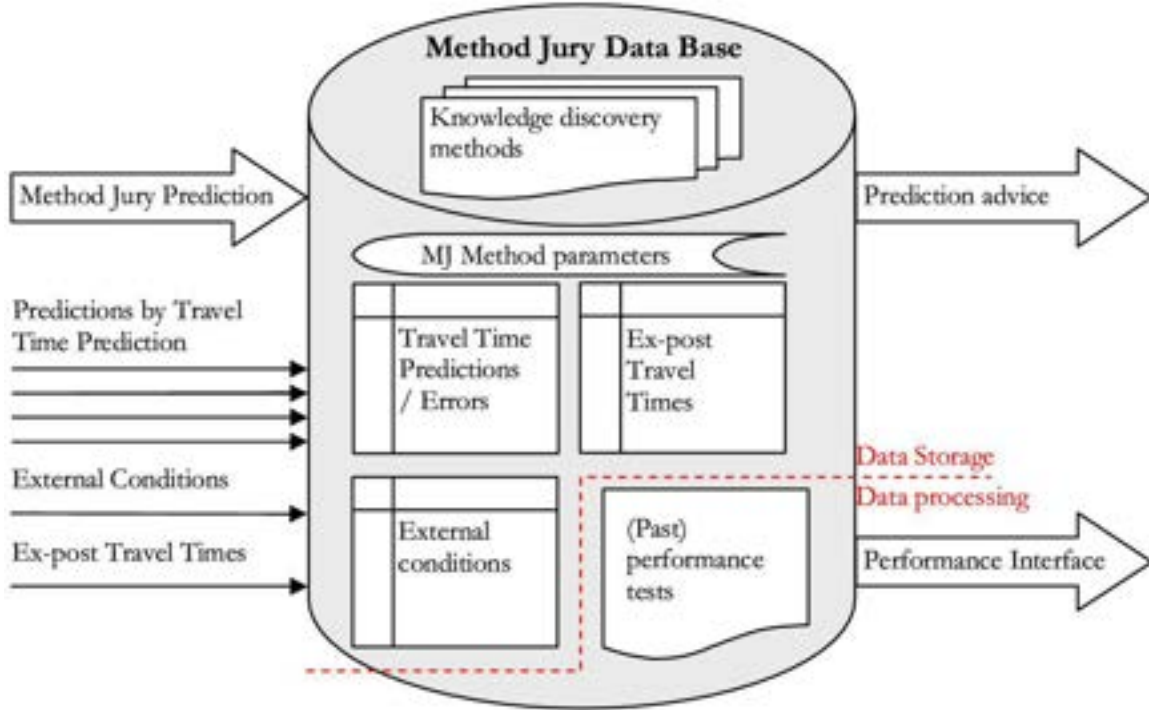 Method Jury Data Base
Knowledge discovery
methods
Method Jury Prediction
Prediction advice
MJ Method parameters
Predictions by Travel
Time Prediction
Travel Time
Predictions
/ Errors
Ex-post
Travel
Times
Data Storage
Data processing
External Conditions
Ex-post Travel Times
External
conditions
(Past)
performance
tests
Performance Interface